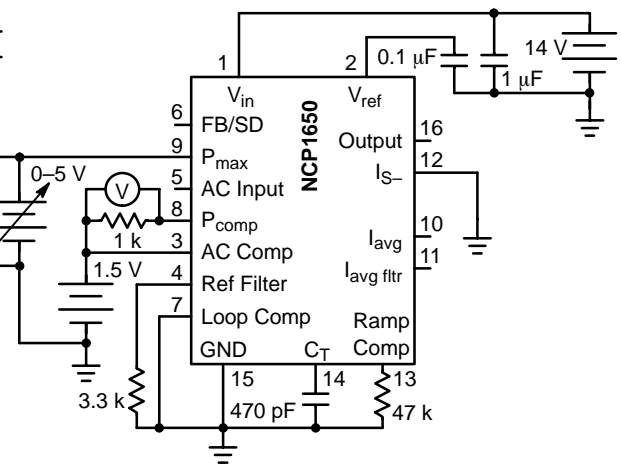 1
2
0.1 μF
14 V
1 μF
V_in
V_ref
NCP1650
6
FB/SD
Output
16
9
P_max
12
I_S–
0–5 V
5
AC Input
V
8
P_comp
1 k
3
AC Comp
I_avg
10
1.5 V
4
Ref Filter
I_avg fltr
11
7
Loop Comp
Ramp
Comp
GND
C_T
15
14
13
3.3 k
470 pF
47 k